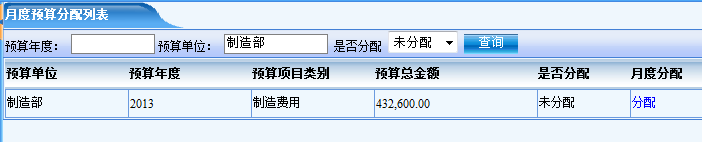 月度预算分配列表
预算年度： 预算单位： 制造部 是否分配 未分配 查询
预算单位 预算年度 预算项目类别 预算总金额 是否分配 月度分配
制造部 2013 制造费用 432,600.00 未分配 分配